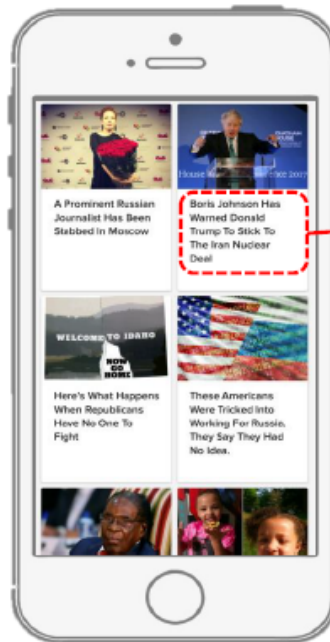 A Prominent Russian
Journalist Has Been
Stabbed In Moscow
Boris Johnson Has
Warned Donald
Trump To Stick To
The Iran Nuclear
Deal
WELCOME TO IDAHO
NOW
GO
HOME
Here's What Happens
When Republicans
Have No One To
Fight
These Americans
Were Tricked Into
Working For Russia.
They Say They Had
No Idea.